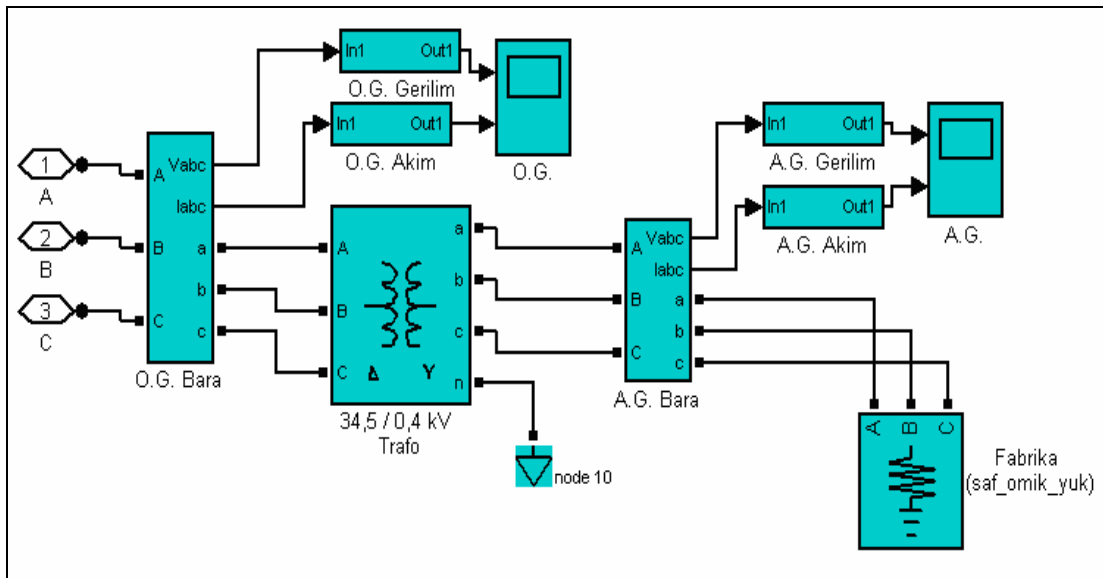 In1 Out1
O.G. Gerilim
In1 Out1
O.G. Akim
O.G.
In1 Out1
A.G. Gerilim
In1 Out1
A.G. Akim
A.G.
1
A
2
B
3
C
A
B
C
Vabc
Iabc
a
b
c
O.G. Bara
A
B
C
a
b
c
n
Δ Y
34,5 / 0,4 kV
Trafo
node 10
A
B
C
Vabc
Iabc
a
b
c
A.G. Bara
A B C
Fabrika
(saf_omik_yuk)